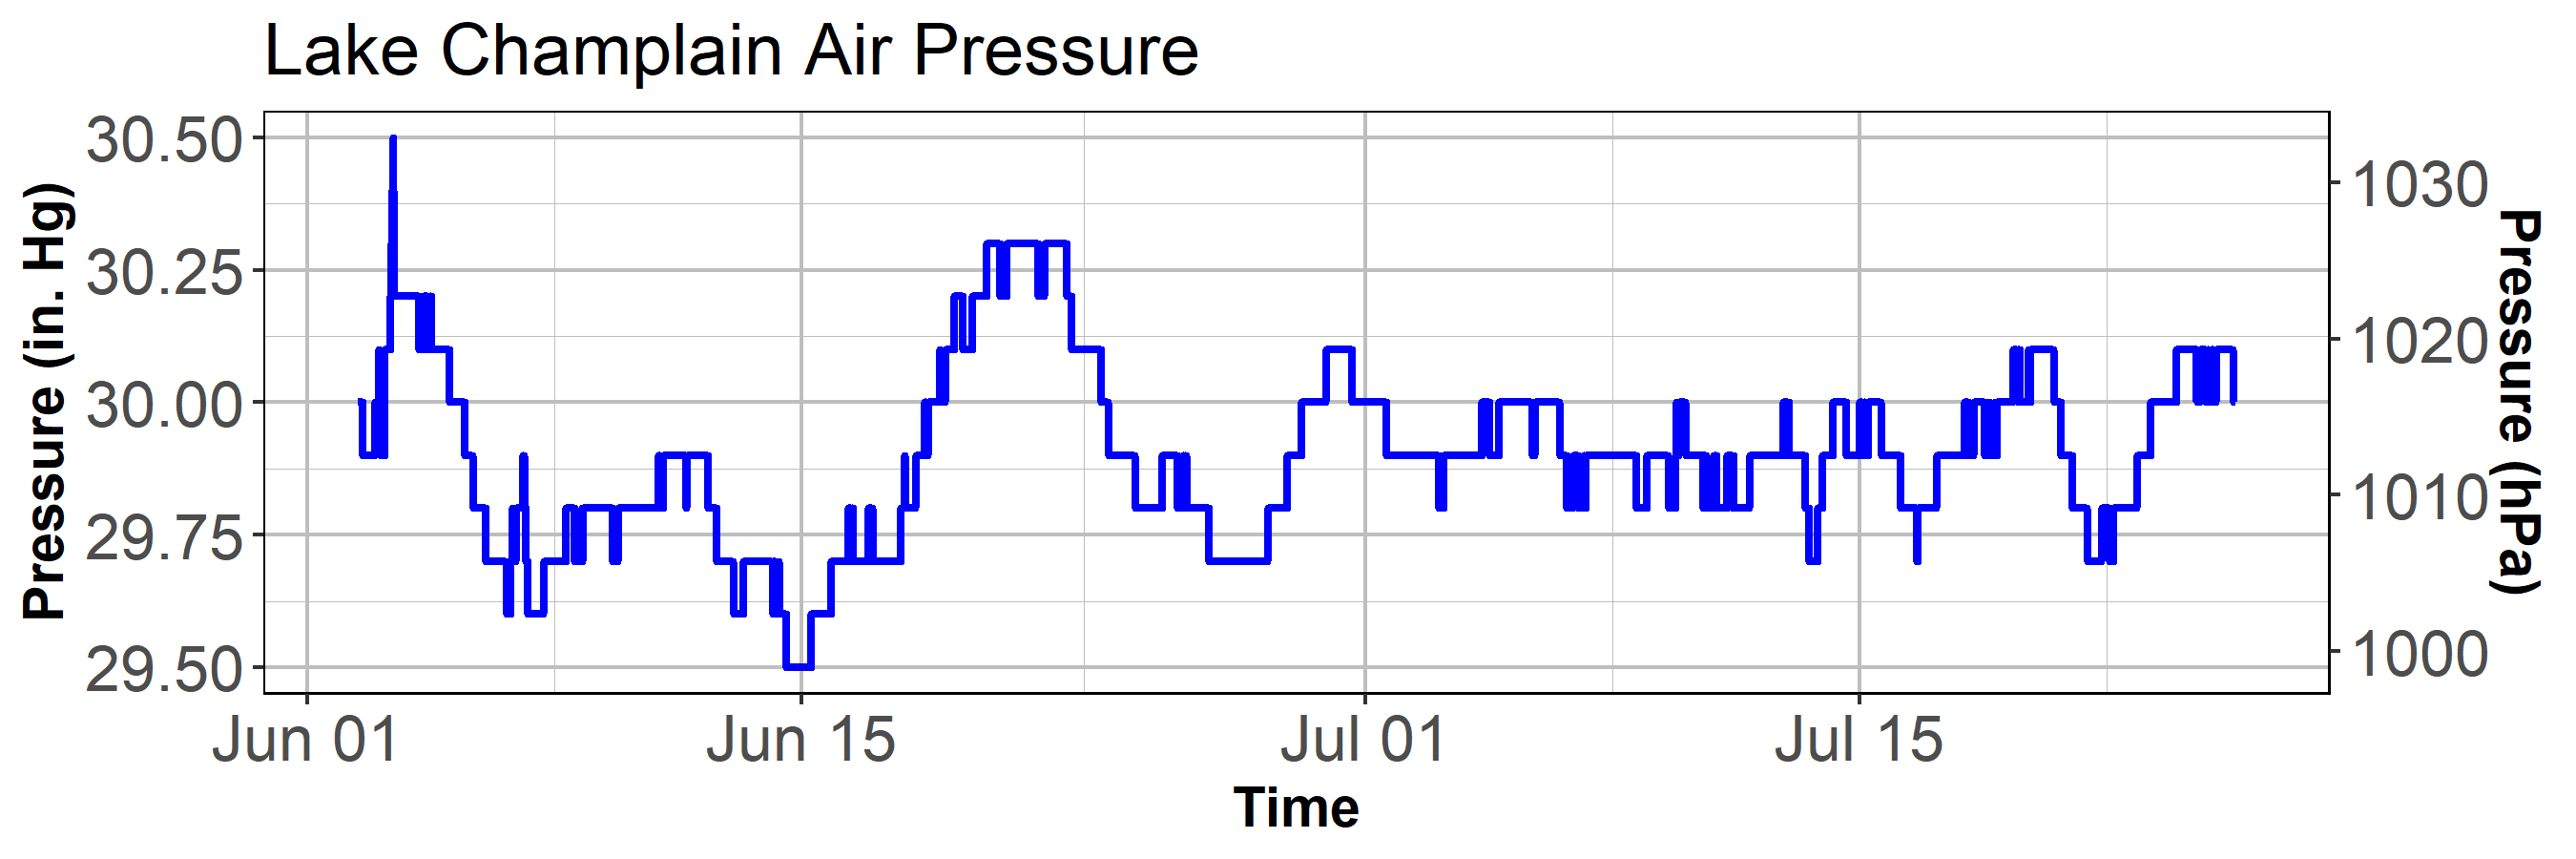 Lake Champlain Air Pressure
Pressure (in. Hg)
30.50
30.25
30.00
29.75
29.50
1030
1020
1010
1000
Pressure (hPa)
Jun 01 Jun 15 Jul 01 Jul 15
Time